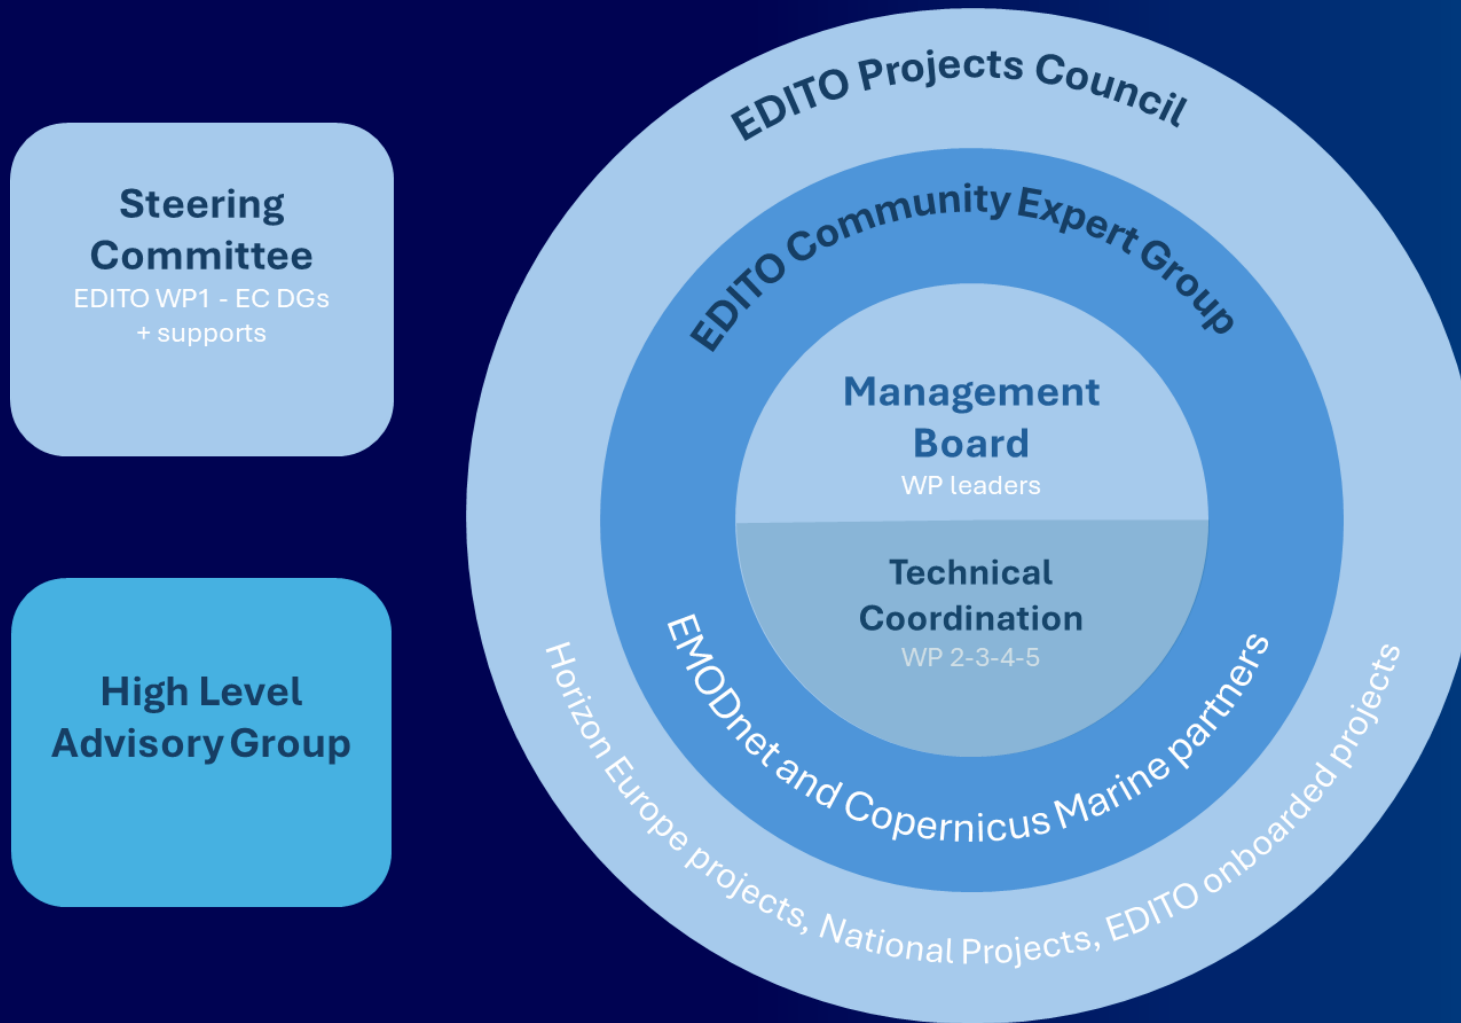 Steering
Committee
EDITO WP1 - EC DGs
+ supports
High Level
Advisory Group
EDITO Projects Council
EDITO Community Expert Group
Management
Board
WP leaders
Technical
Coordination
WP 2-3-4-5
EMODnet and Copernicus Marine partners
Horizon Europe projects, National Projects, EDITO onboarded projects